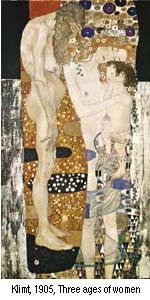 Klimt, 1905, Three ages of women